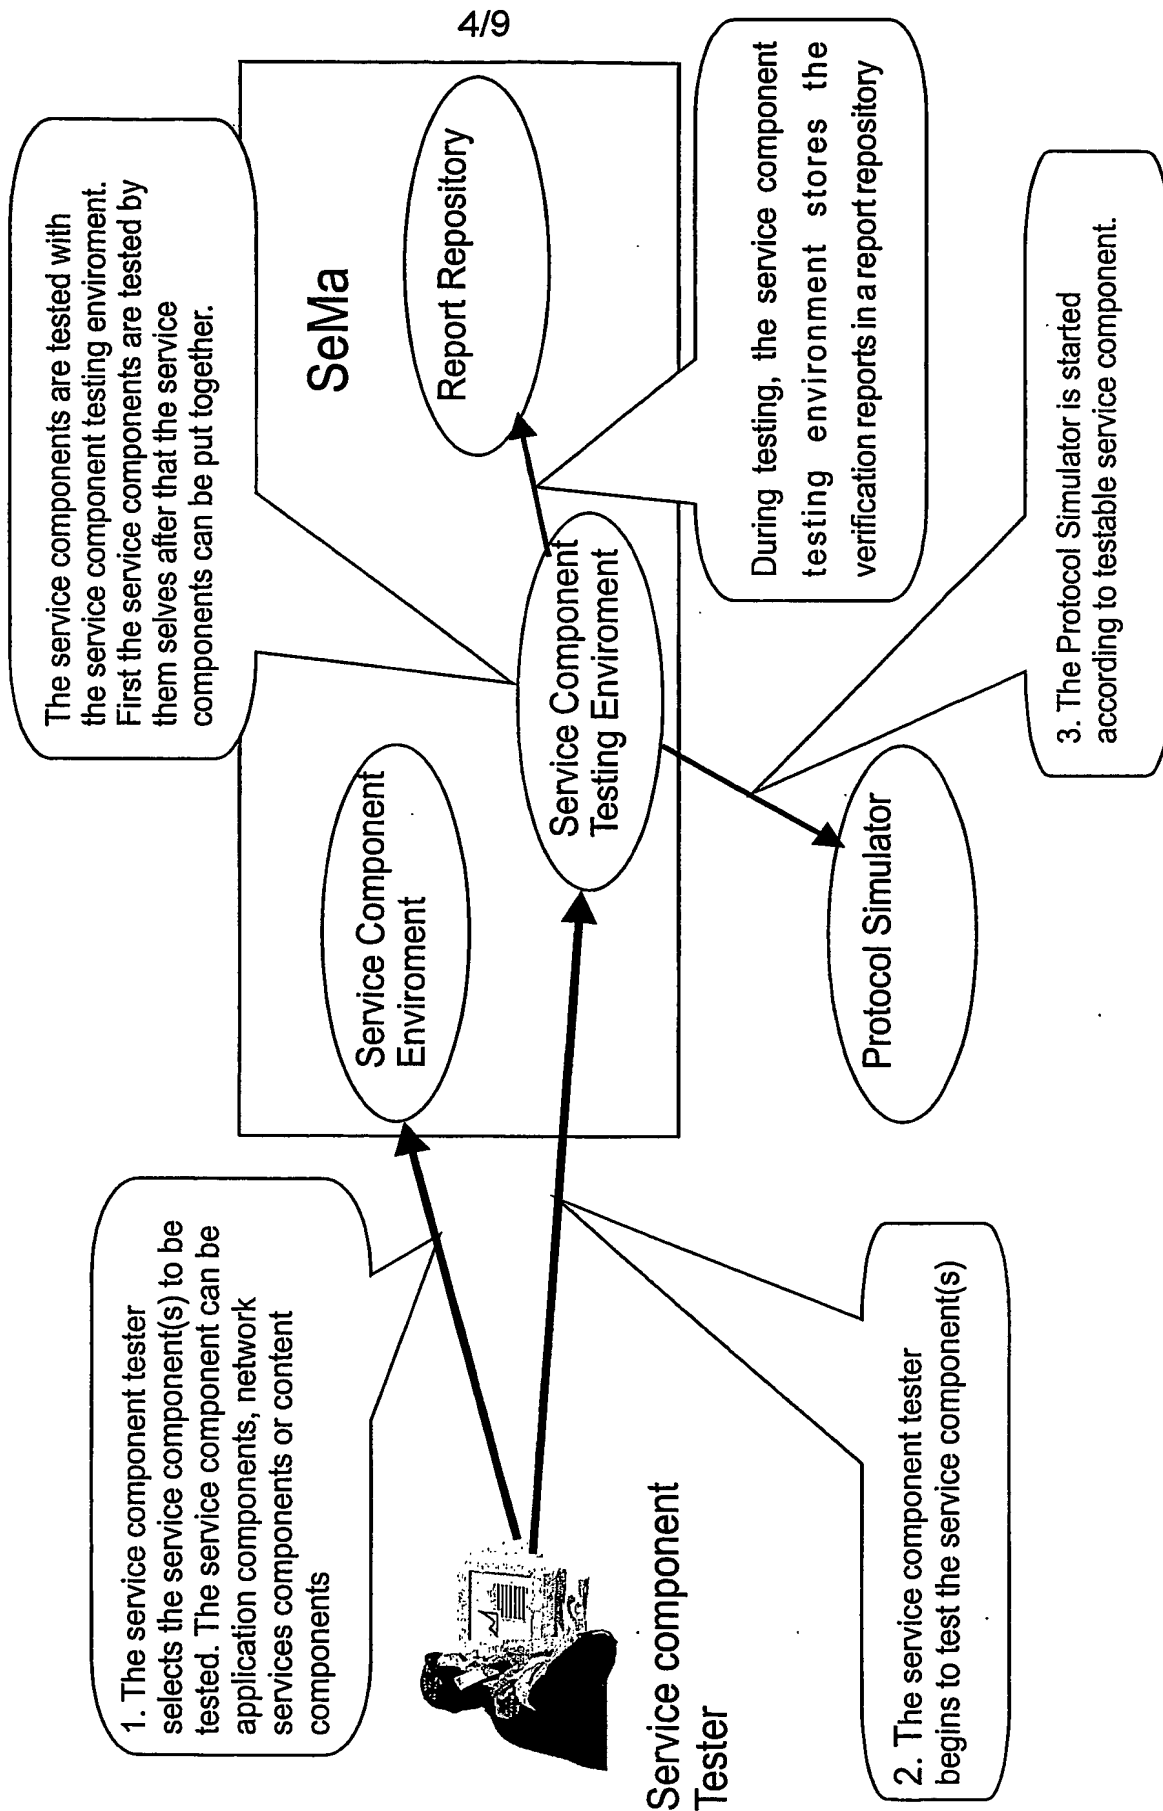 4/9
The service components are tested with
the service component testing enviroment.
First the service components are tested by
them selves after that the service
components can be put together.
1. The service component tester
selects the service component(s) to be
tested. The service component can be
application components, network
services components or content
components
SeMa
Service Component
Enviroment
Report Repository
Service Component
Testing Enviroment
Service component
Tester
During testing, the service component
testing environment stores the
verification reports in a report repository
Protocol Simulator
2. The service component tester
begins to test the service component(s)
3. The Protocol Simulator is started
according to testable service component.